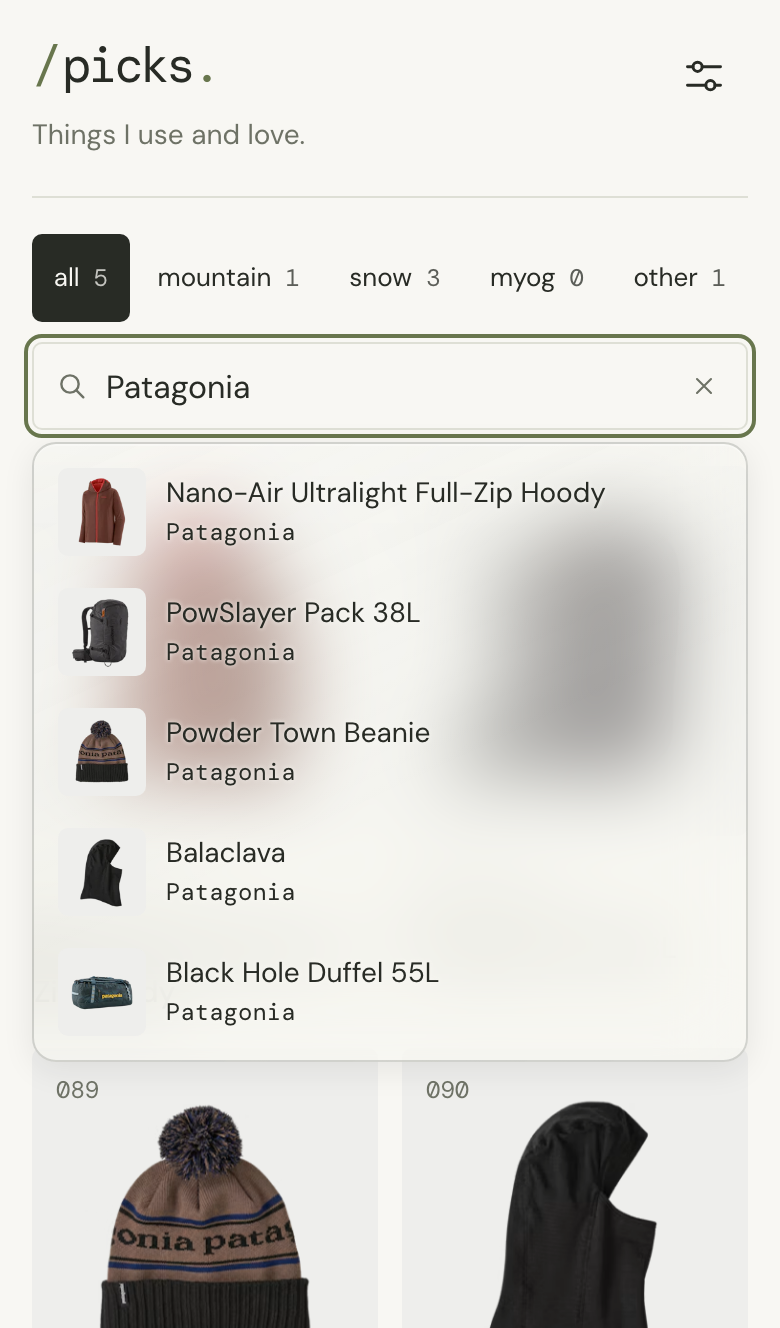 /picks.
Things I use and love.
all 5 mountain 1 snow 3 myog 0 other 1
Patagonia
Nano-Air Ultralight Full-Zip Hoody
Patagonia
PowSlayer Pack 38L
Patagonia
Powder Town Beanie
Patagonia
Balaclava
Patagonia
Black Hole Duffel 55L
Patagonia
089 090
onia pata